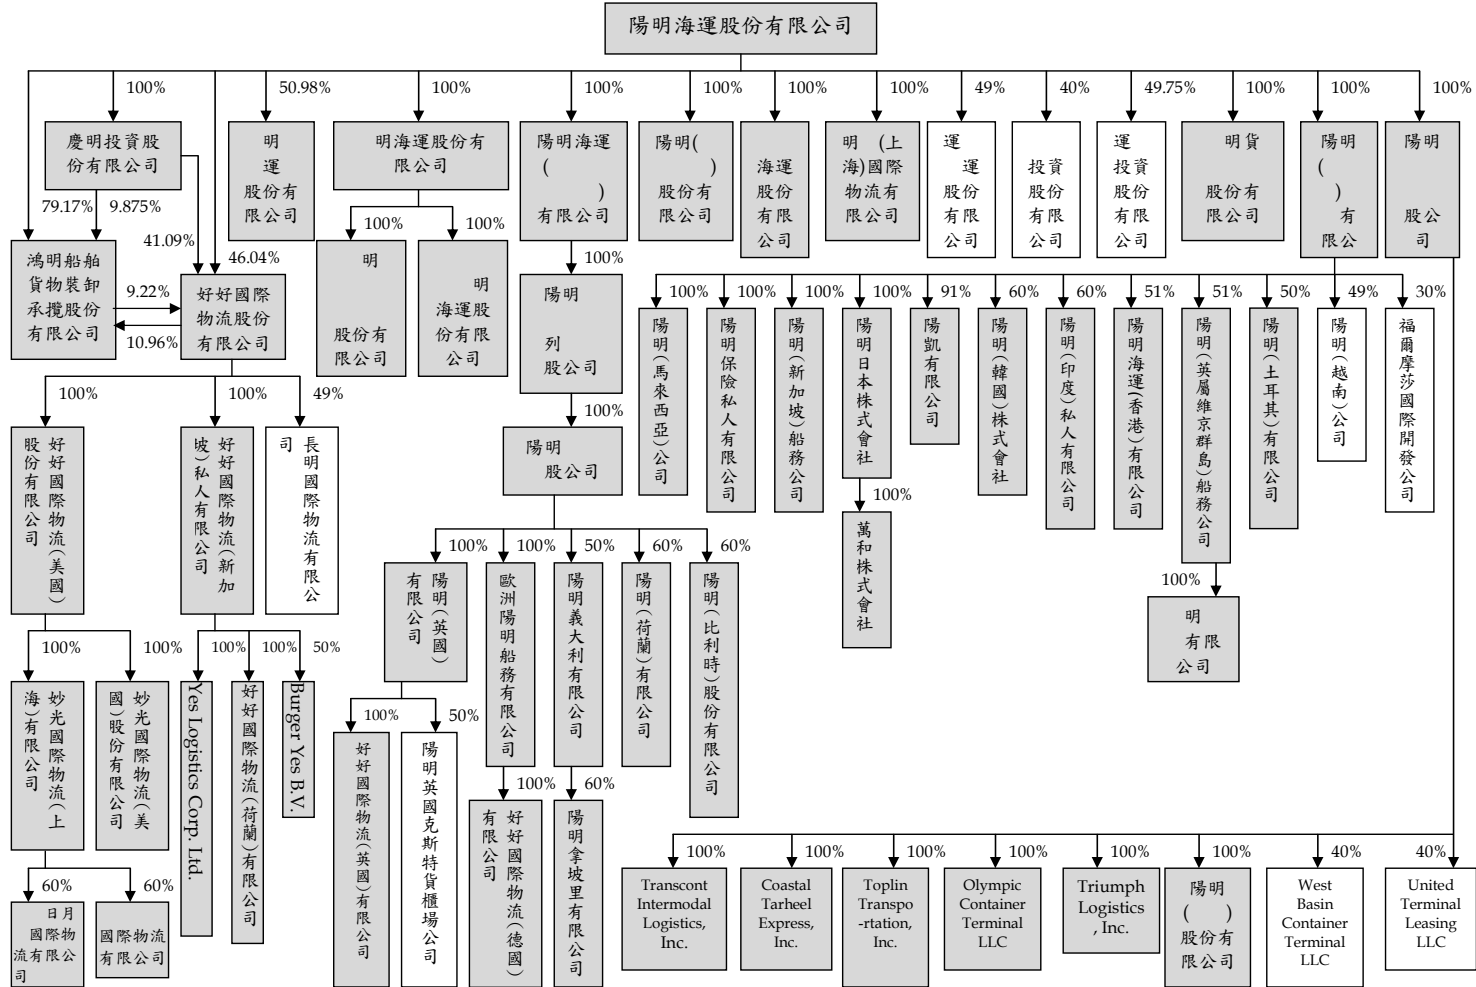 陽明海運股份有限公司
100%
50.98%
100%
100%
100%
100%
100%
49%
40%
49.75%
100%
100%
100%
慶明投資股
份有限公司
明
運
股份有
限公司
明海運股份有
限公司
陽明海運
(
)
有限公司
陽明(
)
股份有
限公司
海運
股份
有限
公司
明 (上
海)國際
物流有
限公司
運
運
股份
有限
公司
投資
股份
有限
公司
運
投資
股份
有限
公司
明貨
股份有
限公司
陽明
(
)
有
限公
陽明
股公
司
79.17%
9.875%
41.09%
46.04%
鴻明船舶
貨物裝卸
承攬股份
有限公司
9.22%
10.96%
好好國際
物流股份
有限公司
100%
100%
明
股份有
限公司
明
海運股
份有限
公司
100%
陽明
列
股公司
100%
陽明
股公司
100%
100%
100%
100%
91%
60%
60%
51%
51%
50%
49%
30%
陽明(馬來西亞)公司
陽明保險私人有限公司
陽明(新加坡)船務公司
陽明日本株式會社
陽凱有限公司
陽明(韓國)株式會社
陽明(印度)私人有限公司
陽明海運(香港)有限公司
陽明(英屬維京群島)船務公司
陽明(土耳其)有限公司
陽明(越南)公司
福爾摩莎國際開發公司
100%
萬和株式會社
100%
明
有限
公司
100%
100%
49%
好好國際物流(美國)
股份有限公司
好好國際物流(新加
坡)私人有限公司
長明國際物流有限公
司
100%
100%
50%
60%
60%
陽明(英國)
有限公司
歐洲陽明船務有限公司
陽明義大利有限公司
陽明(荷蘭)有限公司
陽明(比利時)股份有限公司
100%
100%
100%
100%
50%
妙光國際物流(上
海)有限公司
妙光國際物流(美
國)股份有限公司
Yes Logistics Corp. Ltd.
好好國際物流(荷蘭)有限公司
Burger Yes B.V.
100%
50%
好好國際物流(英國)有限公司
陽明英國克斯特貨櫃場公司
100%
60%
好好國際物流(德國)
有限公司
陽明拿坡里有限公司
60%
60%
日月
國際物
流有限公
司
國際物流
有限公司
100%
100%
100%
100%
100%
100%
40%
40%
Transcont
Intermodal
Logistics,
Inc.
Coastal
Tarheel
Express,
Inc.
Toplin
Transpo
-rtation,
Inc.
Olympic
Container
Terminal
LLC
Triumph
Logistics
, Inc.
陽明
( )
股份有
限公司
West
Basin
Container
Terminal
LLC
United
Terminal
Leasing
LLC